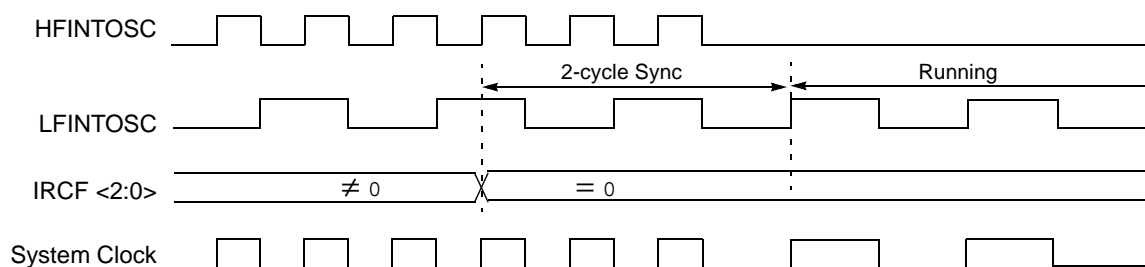 HFINTOSC
2-cycle Sync
Running
LFINTOSC
IRCF <2:0>
≠ 0
= 0
System Clock